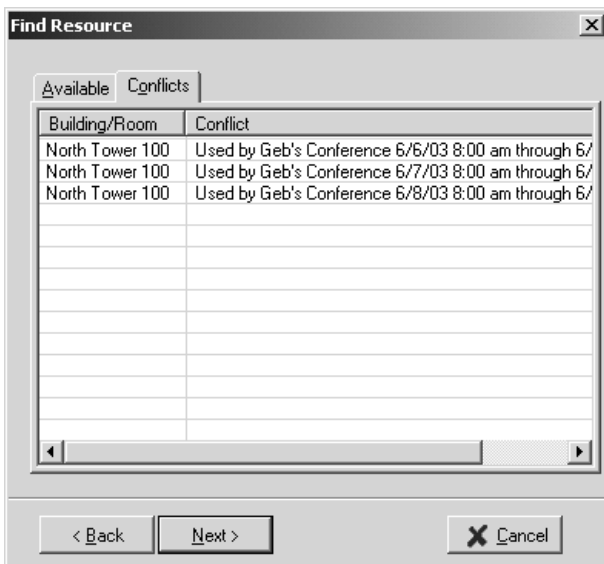 Find Resource
Available Conflicts
Building/Room Conflict
North Tower 100 Used by Geb's Conference 6/6/03 8:00 am through 6/
North Tower 100 Used by Geb's Conference 6/7/03 8:00 am through 6/
North Tower 100 Used by Geb's Conference 6/8/03 8:00 am through 6/
< Back Next > Cancel